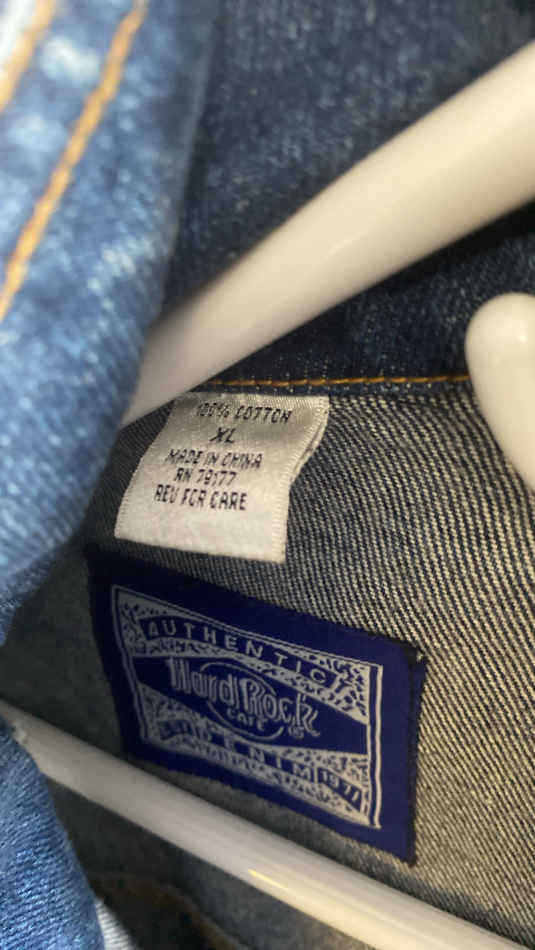 100% COTTON
XL
MADE IN CHINA
RN 79177
REV FOR CARE
AUTHENTIC
Hard Rock
CAFE ®
DENIM 1971